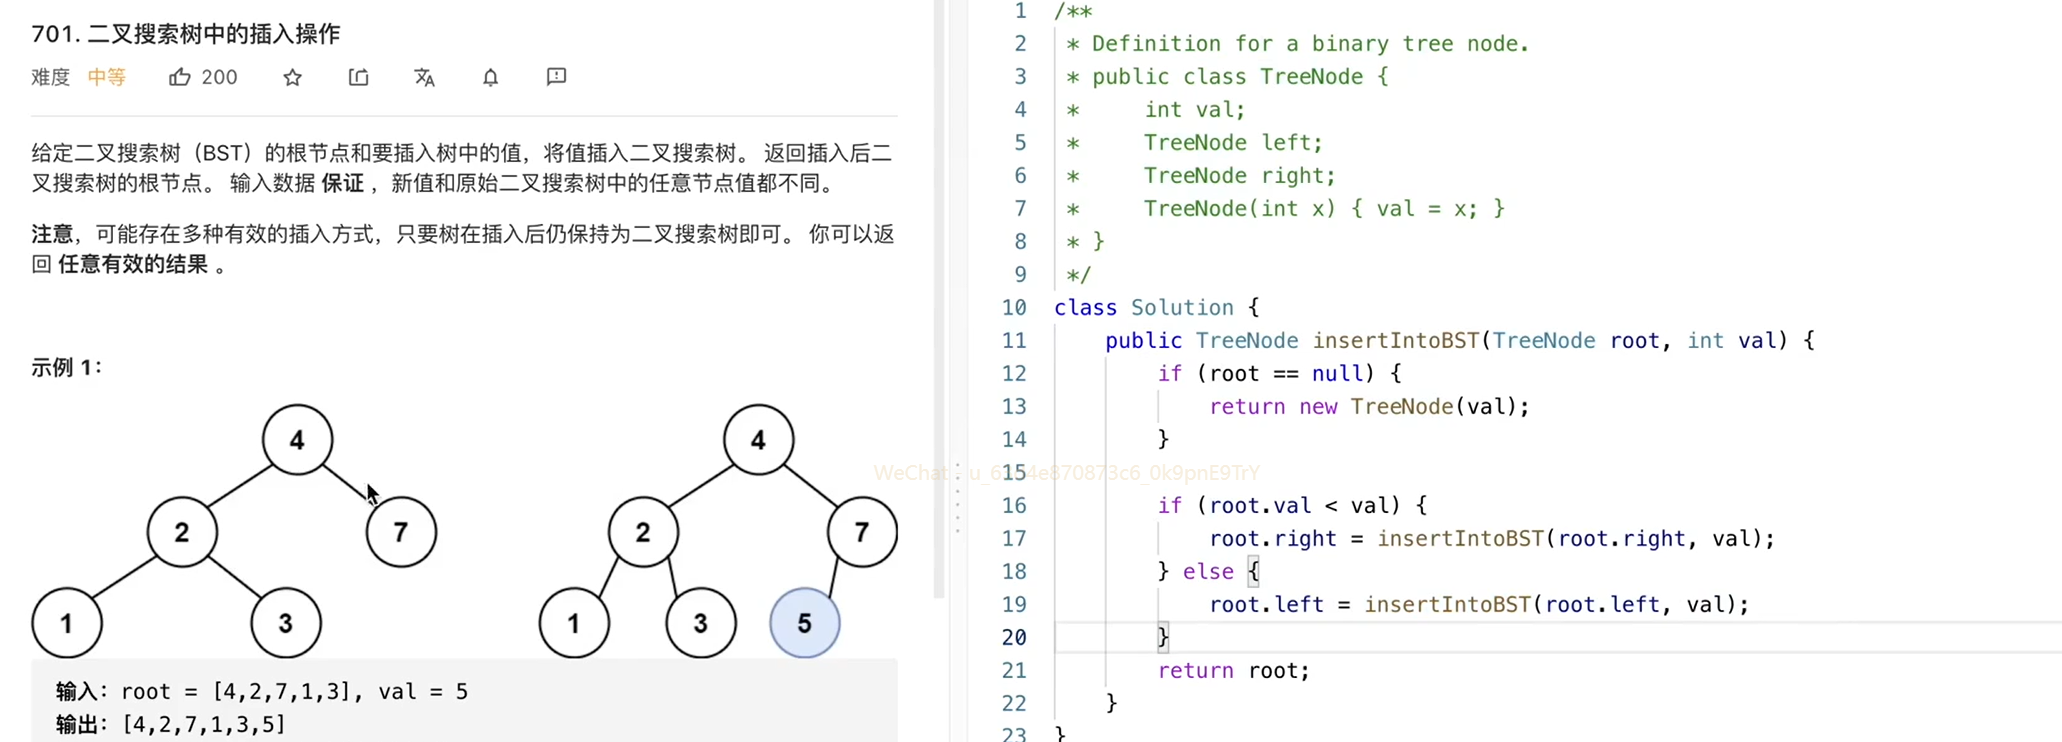 701. 二叉搜索树中的插入操作
难度 中等 200
给定二叉搜索树（BST）的根节点和要插入树中的值，将值插入二叉搜索树。 返回插入后二
叉搜索树的根节点。 输入数据 保证 ，新值和原始二叉搜索树中的任意节点值都不同。
注意，可能存在多种有效的插入方式，只要树在插入后仍保持为二叉搜索树即可。 你可以返
回 任意有效的结果 。
示例 1：
4
2
7
1
3
4
2
7
1
3
5
输入：root = [4,2,7,1,3], val = 5
输出：[4,2,7,1,3,5]
1 /**
2 * Definition for a binary tree node.
3 * public class TreeNode {
4 * int val;
5 * TreeNode left;
6 * TreeNode right;
7 * TreeNode(int x) { val = x; }
8 * }
9 */
10 class Solution {
11 public TreeNode insertIntoBST(TreeNode root, int val) {
12 if (root == null) {
13 return new TreeNode(val);
14 }
15
16 if (root.val < val) {
17 root.right = insertIntoBST(root.right, val);
18 } else {
19 root.left = insertIntoBST(root.left, val);
20 }
21 return root;
22 }
23 }